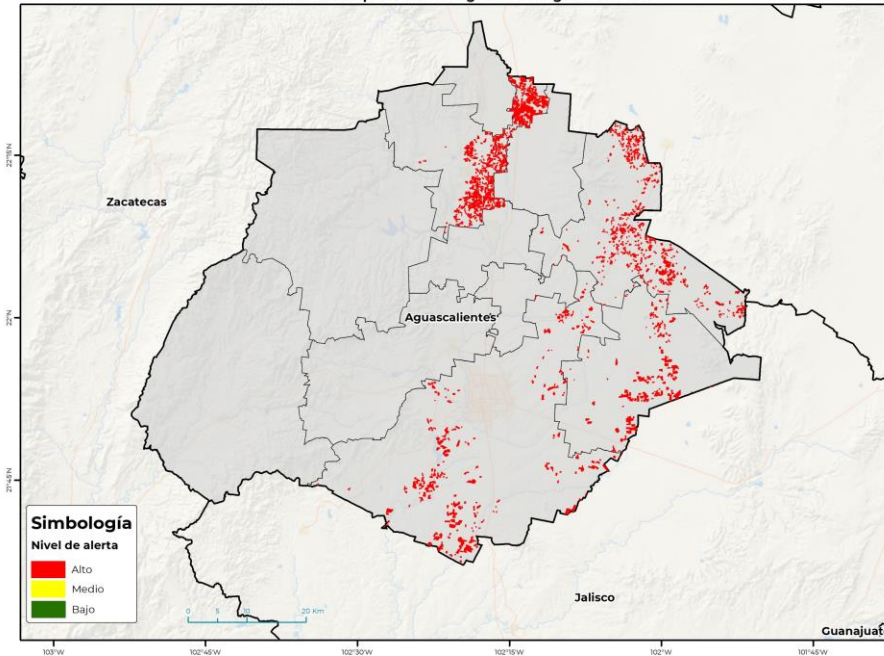 22°15'N
Zacatecas
22°N
Aguascalientes
21°45'N
Simbología
Nivel de alerta
Alto
Medio
Bajo
0 5 10 20 Km
Jalisco
Guanajuat
103°W 102°45'W 102°30'W 102°15'W 102°W 101°45'W